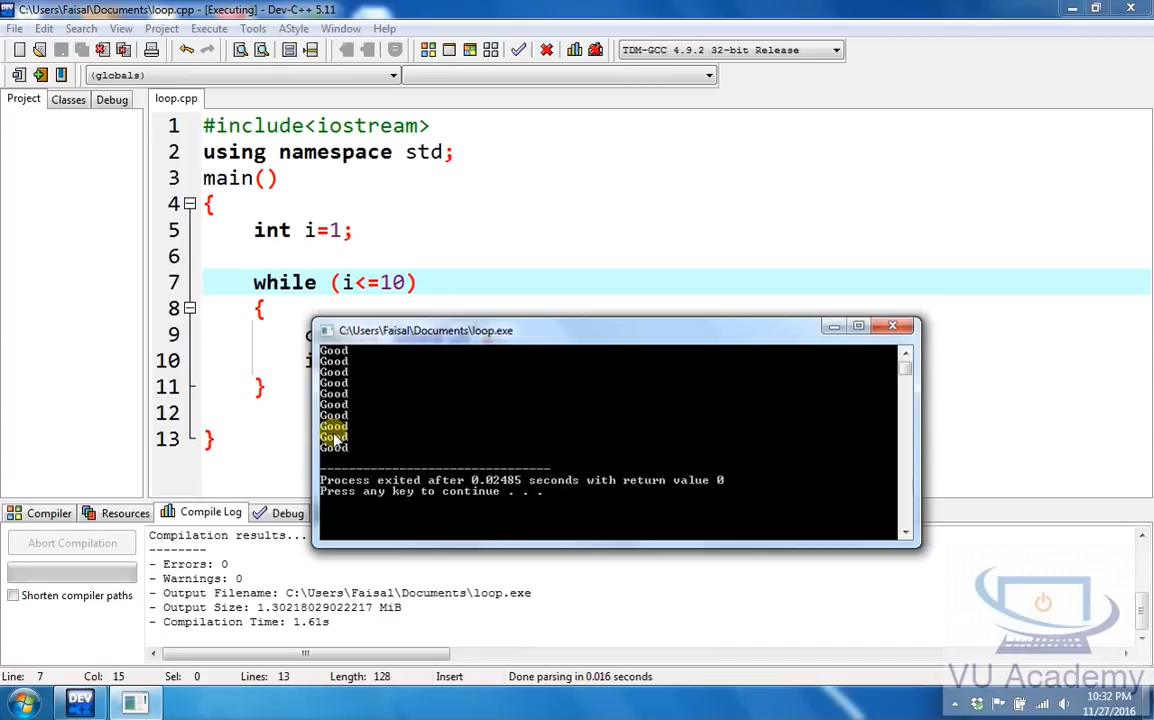 C:\Users\Faisal\Documents\loop.cpp - [Executing] - Dev-C++ 5.11
File Edit Search View Project Execute Tools AStyle Window Help
TDM-GCC 4.9.2 32-bit Release
(globals)
Project Classes Debug loop.cpp
1 #include<iostream>
2 using namespace std;
3 main()
4 {
5 int i=1;
6
7 while (i<=10)
8 {
9
10
11 }
12
13 }
C:\Users\Faisal\Documents\loop.exe
Good
Good
Good
Good
Good
Good
Good
Good
Good
Good
--------------------------------
Process exited after 0.02485 seconds with return value 0
Press any key to continue . . .
Compiler Resources Compile Log Debug
Abort Compilation
Shorten compiler paths
Compilation results...
--------
- Errors: 0
- Warnings: 0
- Output Filename: C:\Users\Faisal\Documents\loop.exe
- Output Size: 1.30218029022217 MiB
- Compilation Time: 1.61s
Line: 7 Col: 15 Sel: 0 Lines: 13 Length: 128 Insert Done parsing in 0.016 seconds
VU Academy
DEV
10:32 PM
11/27/2016